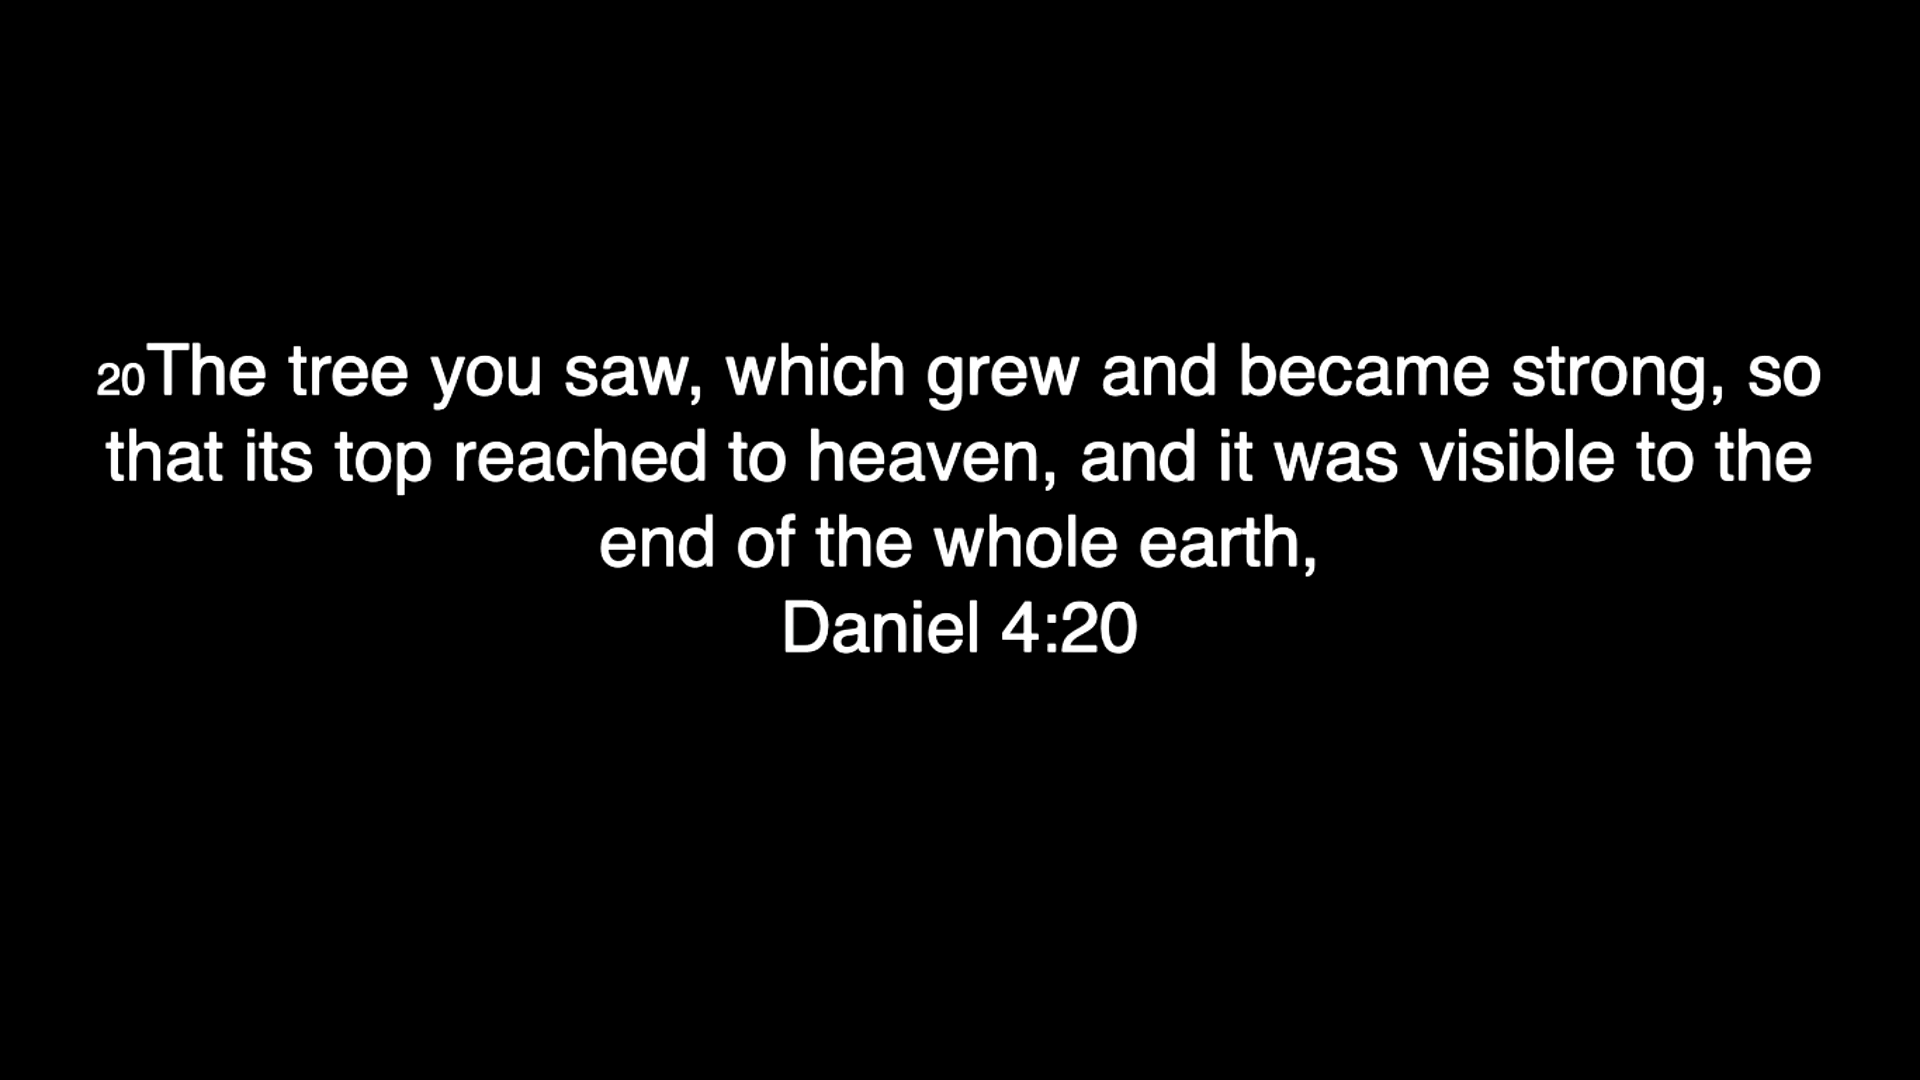 20The tree you saw, which grew and became strong, so
that its top reached to heaven, and it was visible to the
end of the whole earth,
Daniel 4:20